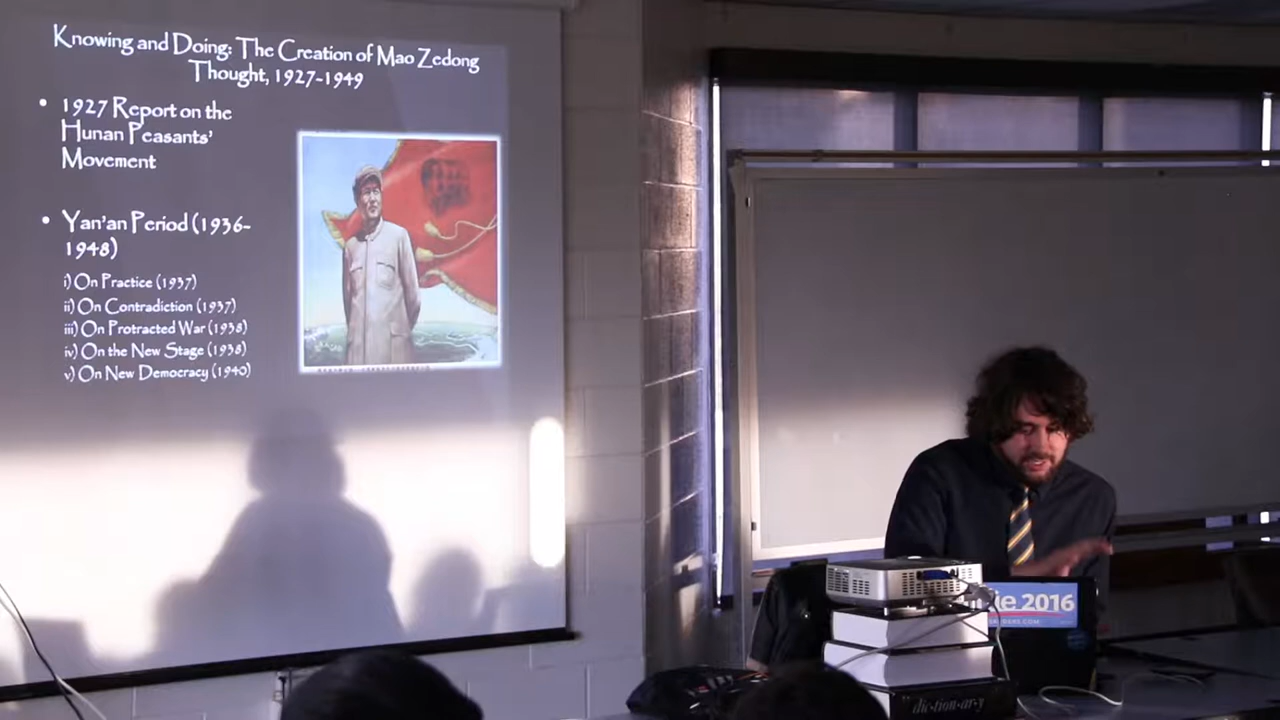 Knowing and Doing: The Creation of Mao Zedong
Thought, 1927-1949
• 1927 Report on the
Hunan Peasants'
Movement
• Yan'an Period (1936-
1948)
i) On Practice (1937)
ii) On Contradiction (1937)
iii) On Protracted War (1938)
iv) On the New Stage (1938)
v) On New Democracy (1940)
ie 2016
dic·tion·ar·y